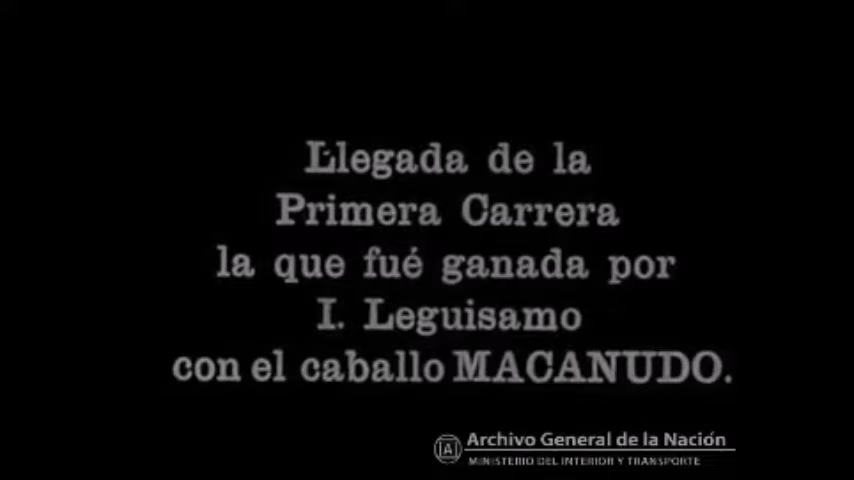 Llegada de la
Primera Carrera
la que fué ganada por
I. Leguisamo
con el caballo MACANUDO.
Archivo General de la Nación
MINISTERIO DEL INTERIOR Y TRANSPORTE